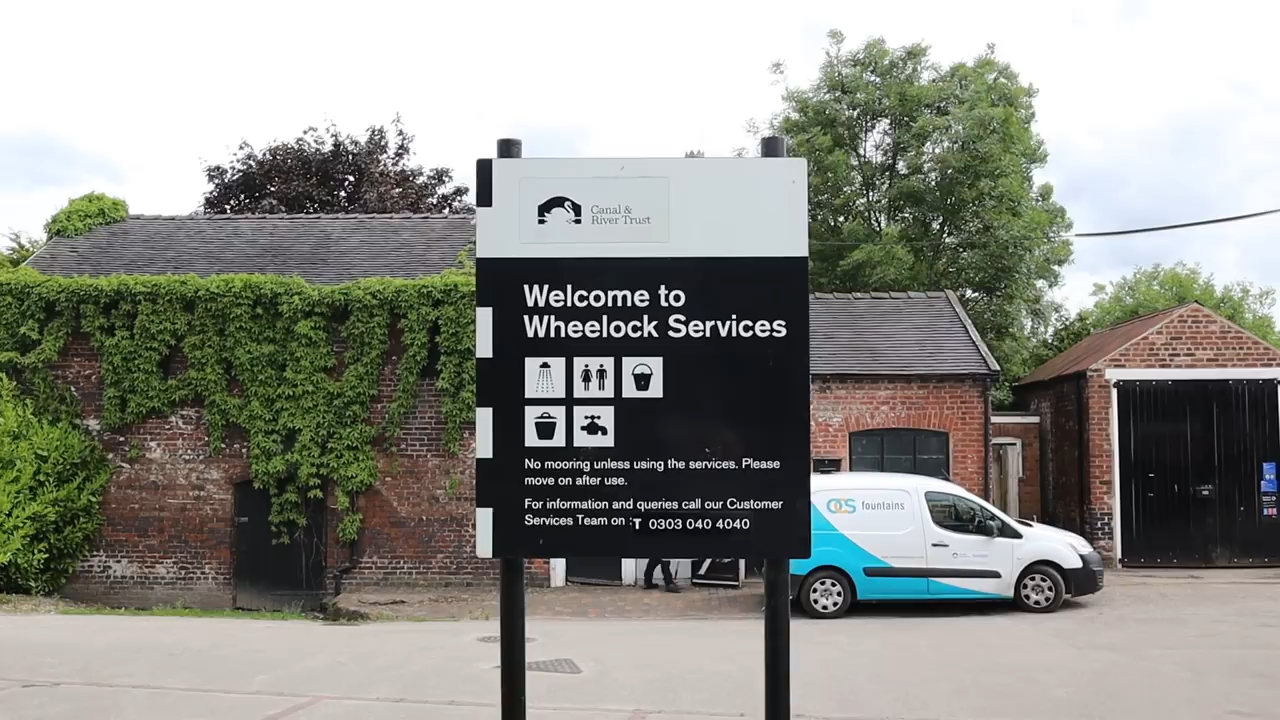 Canal &
River Trust
Welcome to
Wheelock Services
No mooring unless using the services. Please
move on after use.
For information and queries call our Customer
Services Team on : T 0303 040 4040
OCS fountains